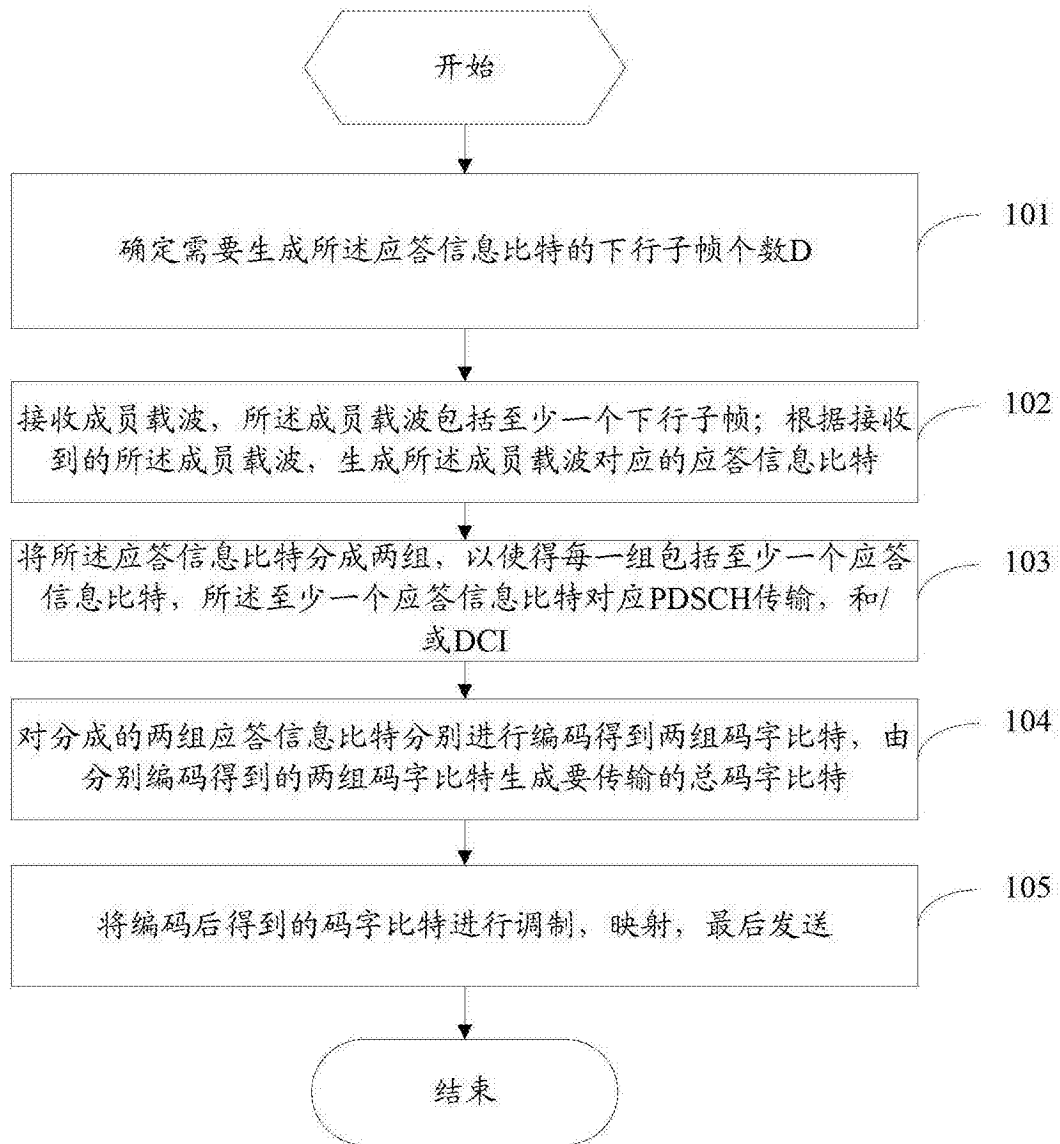 开始
确定需要生成所述应答信息比特的下行子帧个数D
101
接收成员载波，所述成员载波包括至少一个下行子帧；根据接收
到的所述成员载波，生成所述成员载波对应的应答信息比特
102
将所述应答信息比特分成两组，以使得每一组包括至少一个应答
信息比特，所述至少一个应答信息比特对应PDSCH传输，和/
或DCI
103
对分成的两组应答信息比特分别进行编码得到两组码字比特，由
分别编码得到的两组码字比特生成要传输的总码字比特
104
将编码后得到的码字比特进行调制、映射，最后发送
105
结束